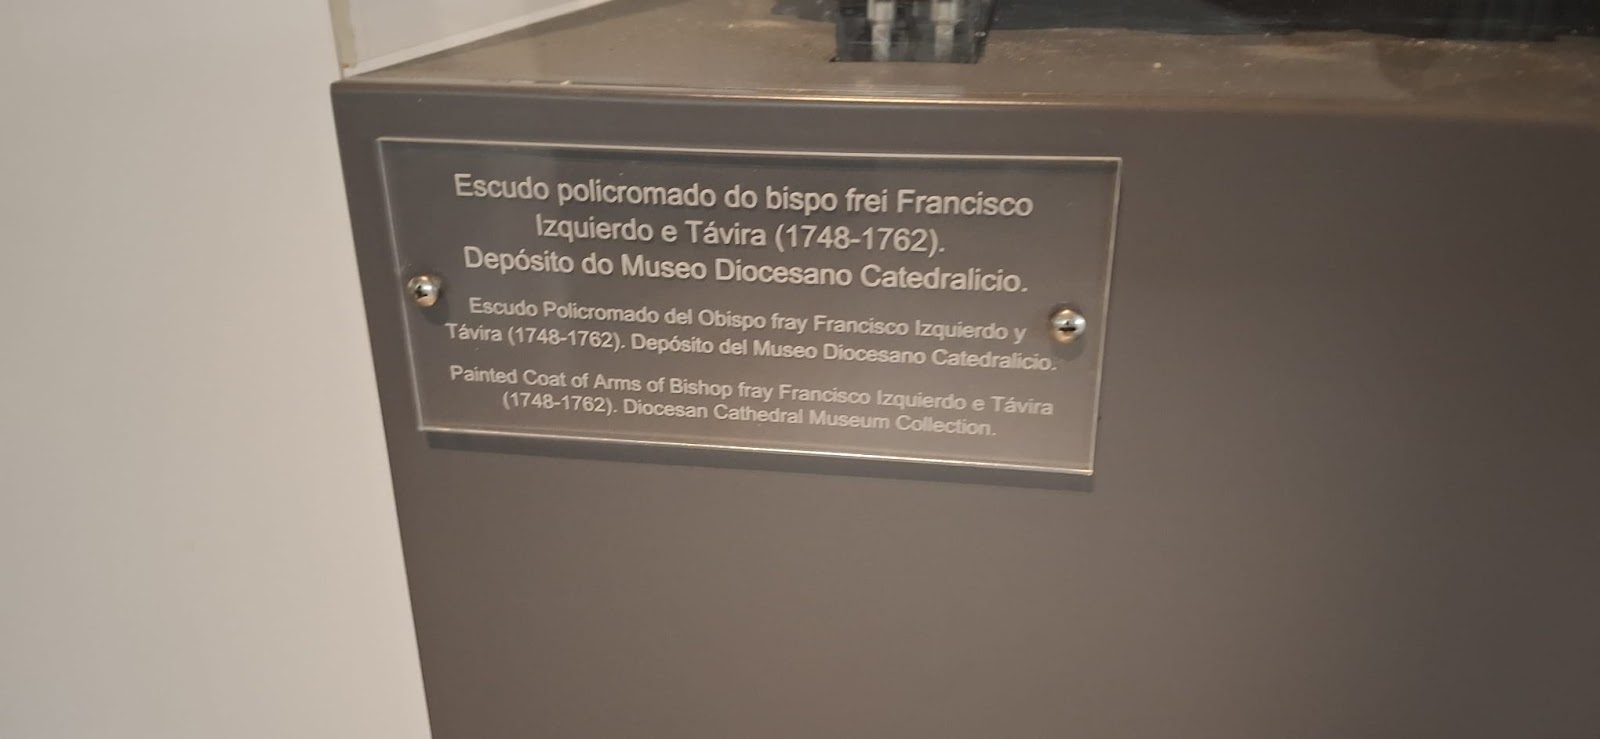 Escudo policromado do bispo frei Francisco
Izquierdo e Távira (1748-1762).
Depósito do Museo Diocesano Catedralicio.
Escudo Policromado del Obispo fray Francisco Izquierdo y
Távira (1748-1762). Depósito del Museo Diocesano Catedralicio.
Painted Coat of Arms of Bishop fray Francisco Izquierdo e Távira
(1748-1762). Diocesan Cathedral Museum Collection.